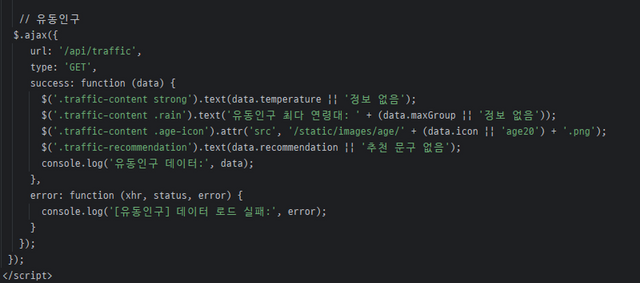 // 유동인구
$.ajax({
url: '/api/traffic',
type: 'GET',
success: function (data) {
$('.traffic-content strong').text(data.temperature || '정보 없음');
$('.traffic-content .rain').text('유동인구 최다 연령대: ' + (data.maxGroup || '정보 없음'));
$('.traffic-content .age-icon').attr('src', '/static/images/age/' + (data.icon || 'age20') + '.png');
$('.traffic-recommendation').text(data.recommendation || '추천 문구 없음');
console.log('유동인구 데이터:', data);
},
error: function (xhr, status, error) {
console.log('[유동인구] 데이터 로드 실패:', error);
}
});
});
</script>